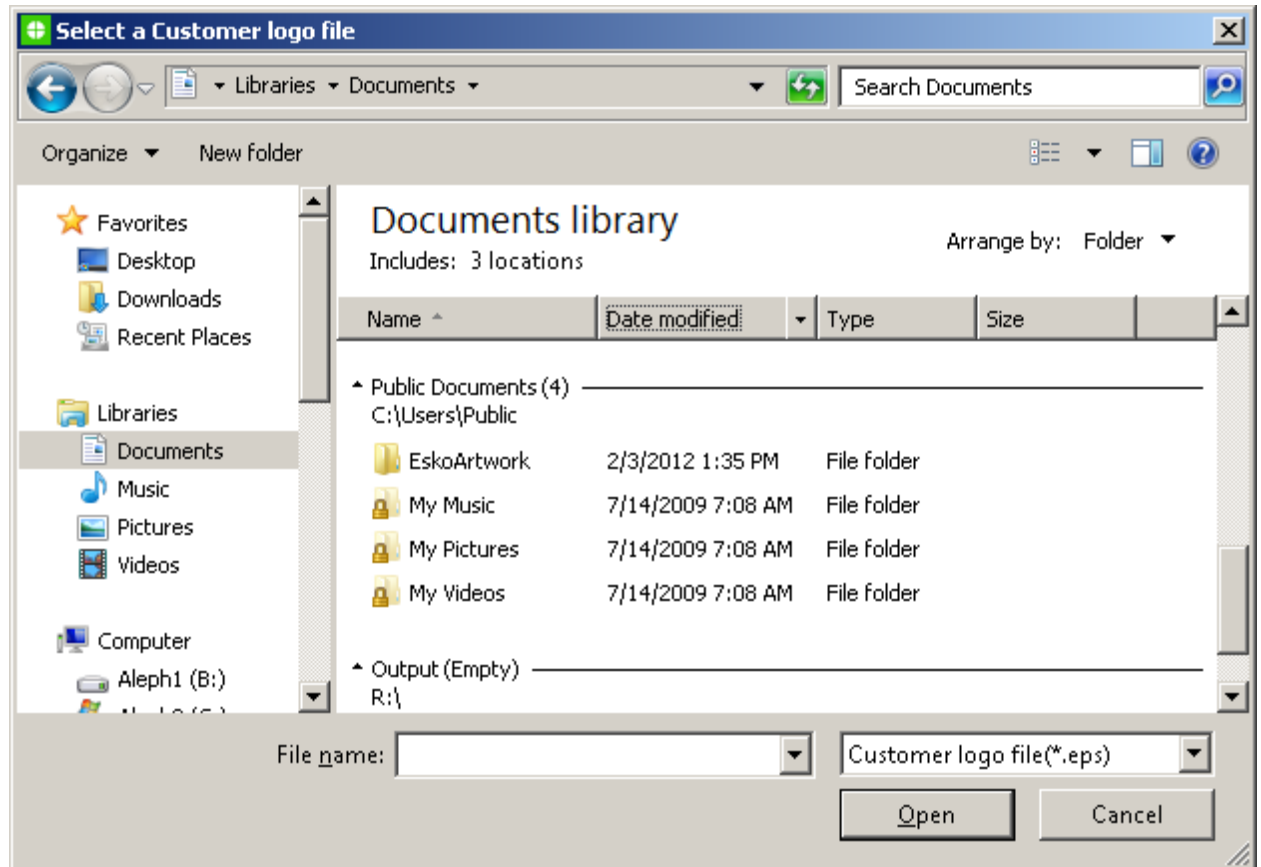 Select a Customer logo file
Libraries Documents
Search Documents
Organize New folder
Favorites
Desktop
Downloads
Recent Places
Libraries
Documents
Music
Pictures
Videos
Computer
Aleph1 (B:)
Documents library
Includes: 3 locations
Arrange by: Folder
Name Date modified Type Size
Public Documents (4)
C:\Users\Public
EskoArtwork 2/3/2012 1:35 PM File folder
My Music 7/14/2009 7:08 AM File folder
My Pictures 7/14/2009 7:08 AM File folder
My Videos 7/14/2009 7:08 AM File folder
Output (Empty)
R:\
File name:
Customer logo file(*.eps)
Open Cancel